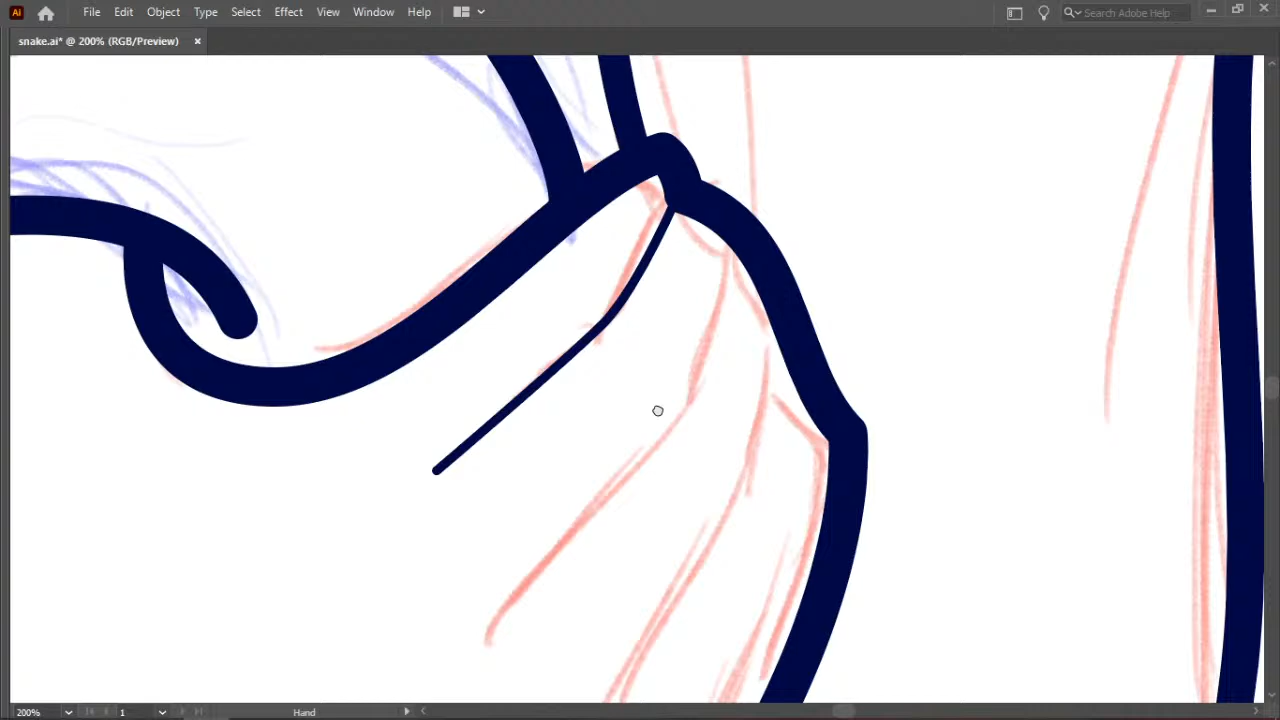 Ai File Edit Object Type Select Effect View Window Help Search Adobe Help
snake.ai* @ 200% (RGB/Preview) ×
200% 1 Hand